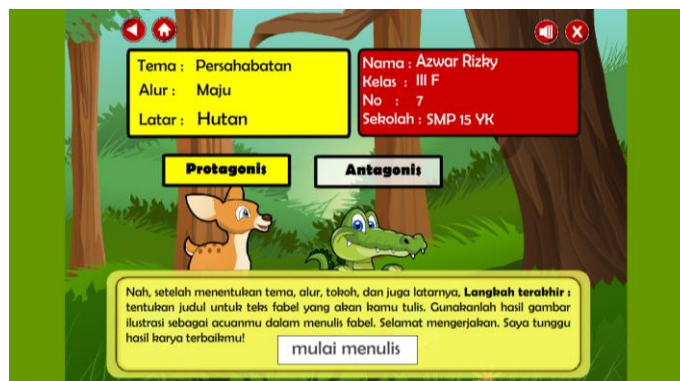 Tema : Persahabatan
Alur : Maju
Latar : Hutan
Nama : Azwar Rizky
Kelas : III F
No : 7
Sekolah : SMP 15 YK
Protagonis
Antagonis
Nah, setelah menentukan tema, alur, tokoh, dan juga latarnya, Langkah terakhir :
tentukan judul untuk teks fabel yang akan kamu tulis. Gunakanlah hasil gambar
ilustrasi sebagai acuanmu dalam menulis fabel. Selamat mengerjakan. Saya tunggu
hasil karya terbaikmu!
mulai menulis